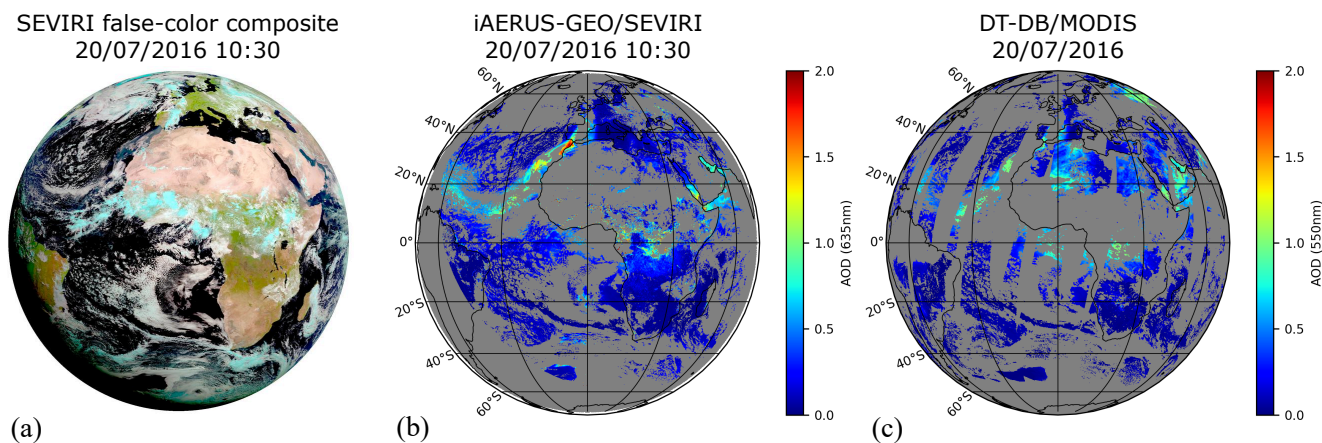 SEVIRI false-color composite
20/07/2016 10:30
(a)
iAERUS-GEO/SEVIRI
20/07/2016 10:30
60°N
40°N
20°N
0°
20°S
40°S
60°S
2.0
1.5
1.0
0.5
0.0
AOD (635nm)
(b)
DT-DB/MODIS
20/07/2016
60°N
40°N
20°N
0°
20°S
40°S
60°S
2.0
1.5
1.0
0.5
0.0
AOD (550nm)
(c)